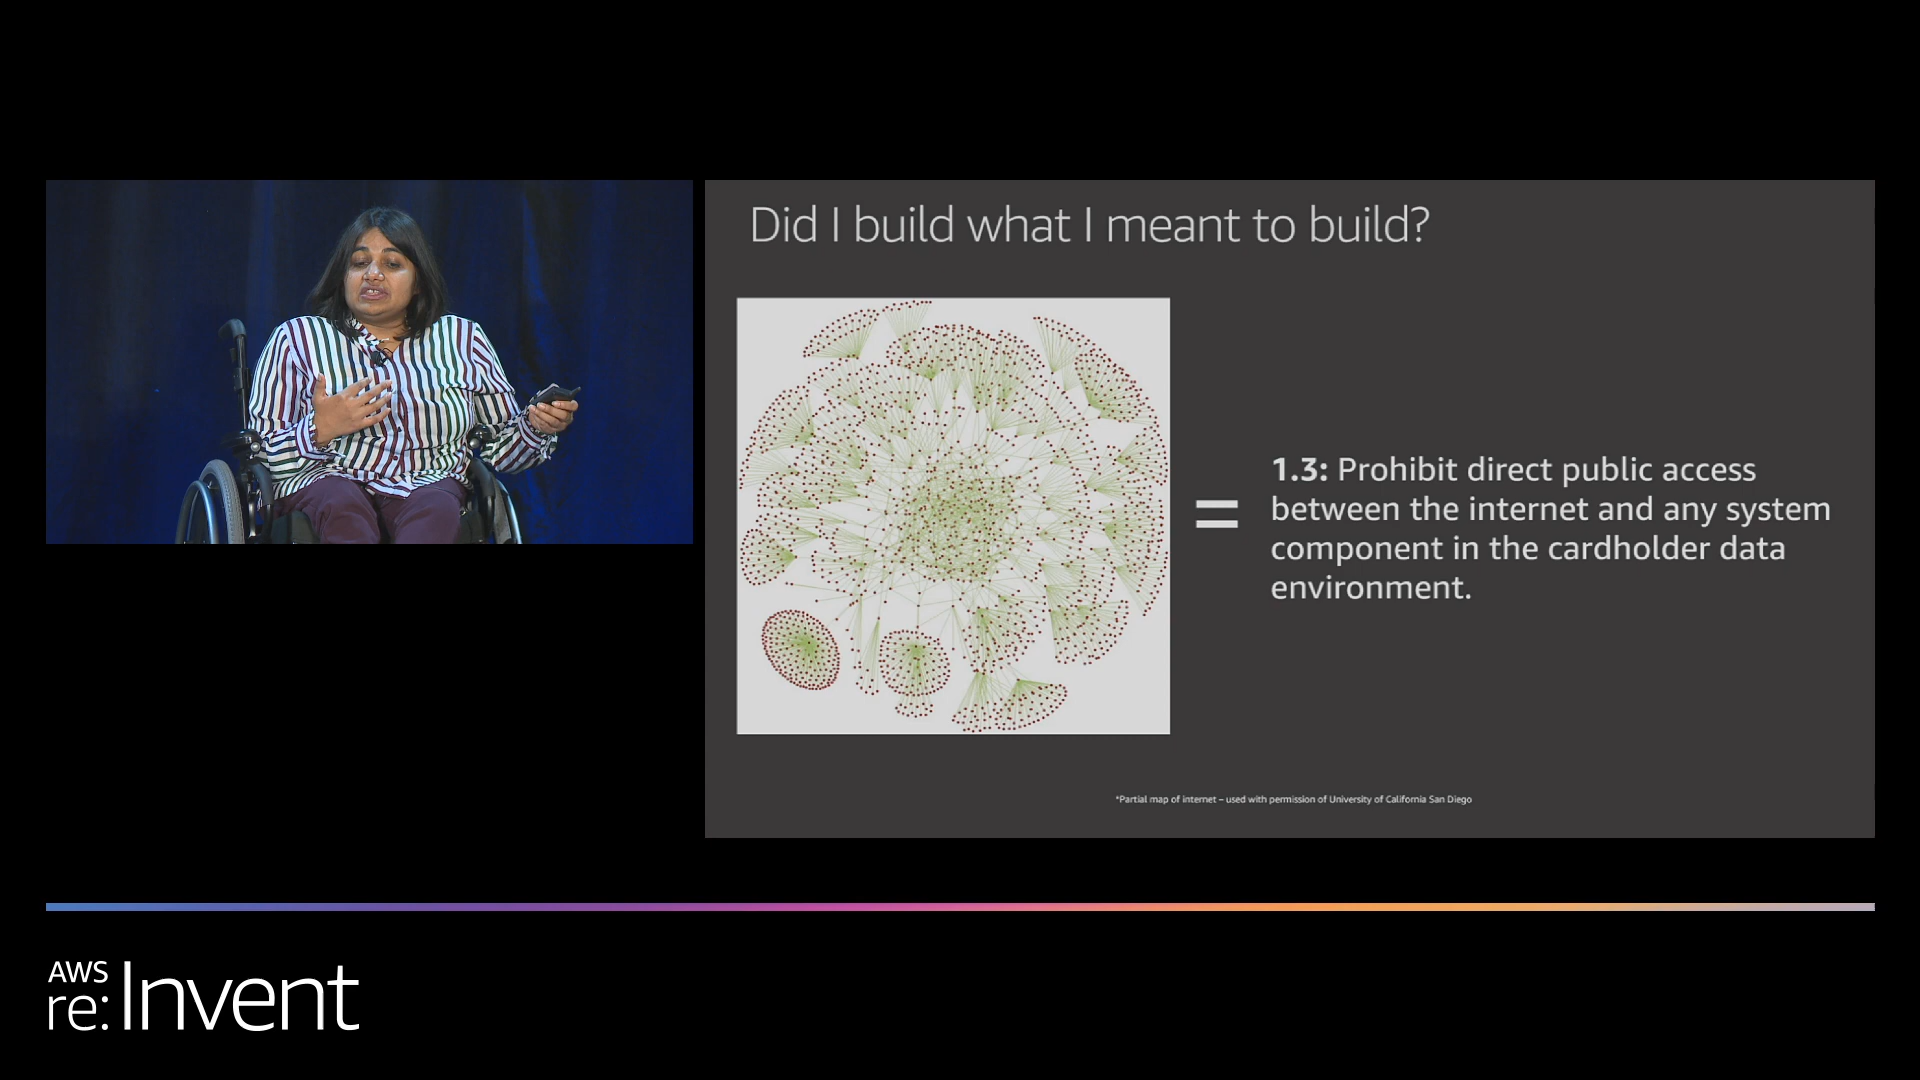 Did I build what I meant to build?
=
1.3: Prohibit direct public access
between the internet and any system
component in the cardholder data
environment.
*Partial map of internet – used with permission of University of California San Diego
AWS
re:Invent